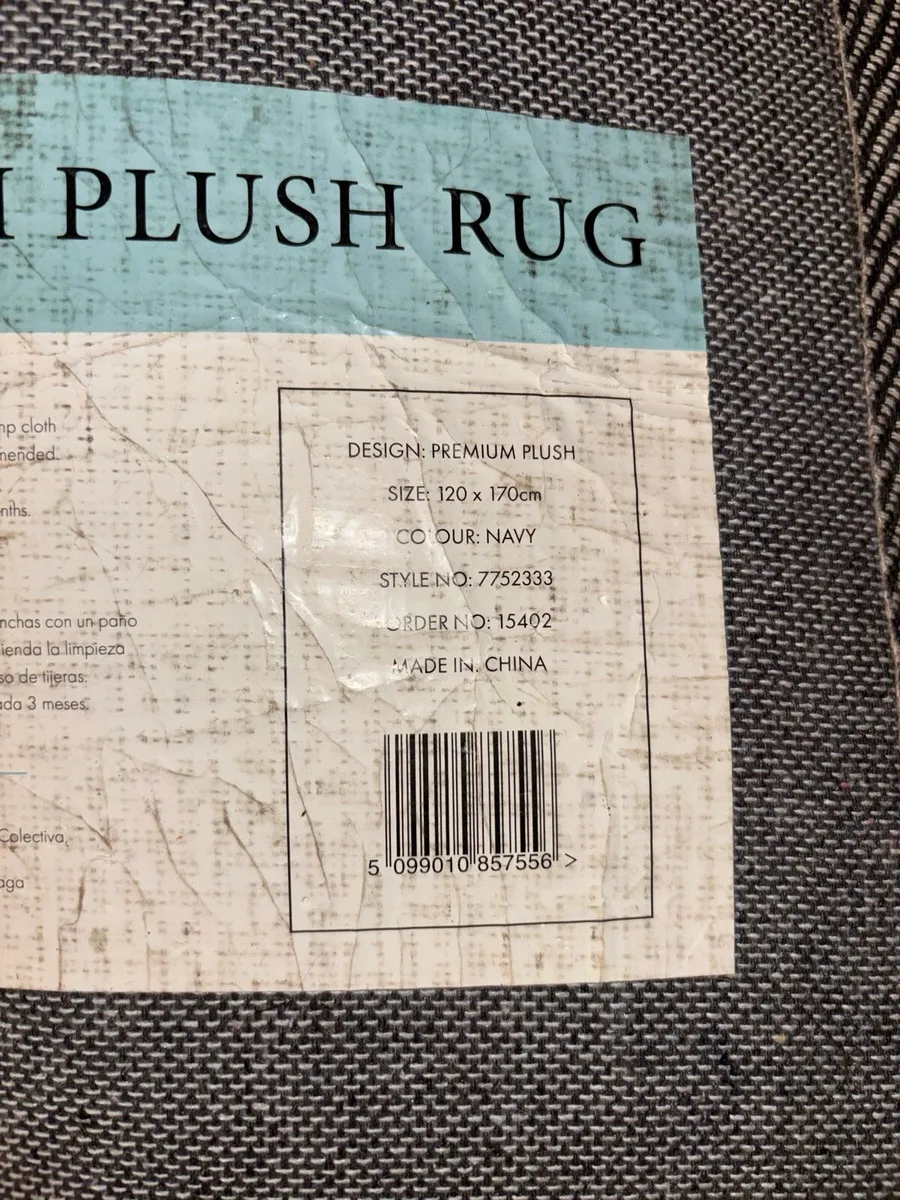 PLUSH RUG
mp cloth
mended.
nths.
nchas con un paño
ienda la limpieza
so de tijeras.
ada 3 meses.
Colectiva,
aga
DESIGN: PREMIUM PLUSH
SIZE: 120 x 170cm
COLOUR: NAVY
STYLE NO: 7752333
ORDER NO: 15402
MADE IN: CHINA
5 099010 857556 >